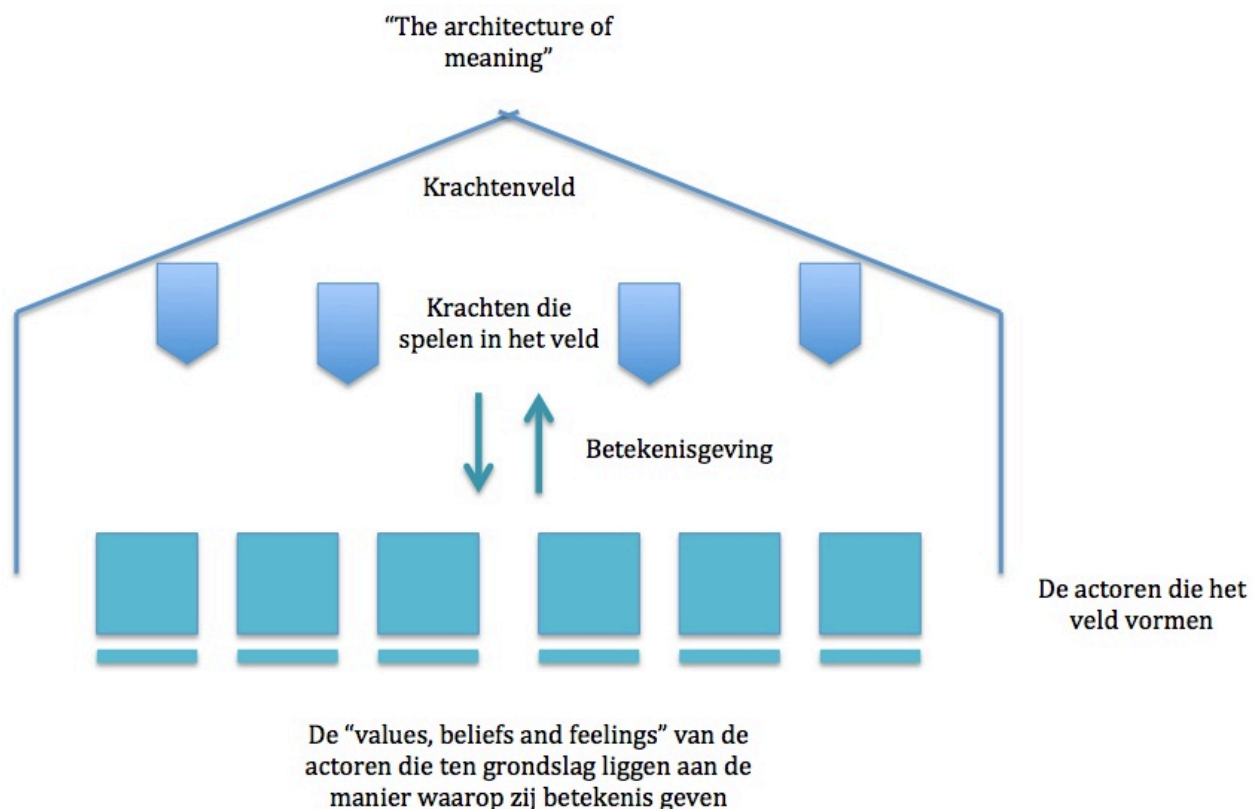 “The architecture of
meaning”
Krachtenveld
Krachten die
spelen in het veld
Betekenisgeving
De actoren die het
veld vormen
De “values, beliefs and feelings” van de
actoren die ten grondslag liggen aan de
manier waarop zij betekenis geven